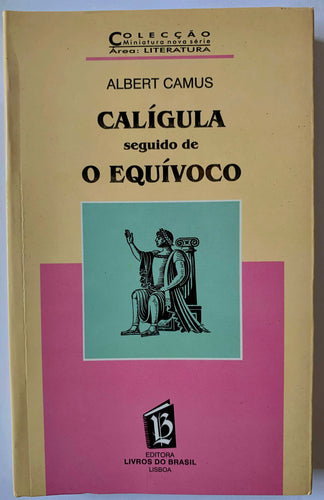 COLECÇÃO
Miniatura nova série
Área: LITERATURA
ALBERT CAMUS
CALÍGULA
seguido de
O EQUÍVOCO
B
EDITORA
LIVROS DO BRASIL
LISBOA